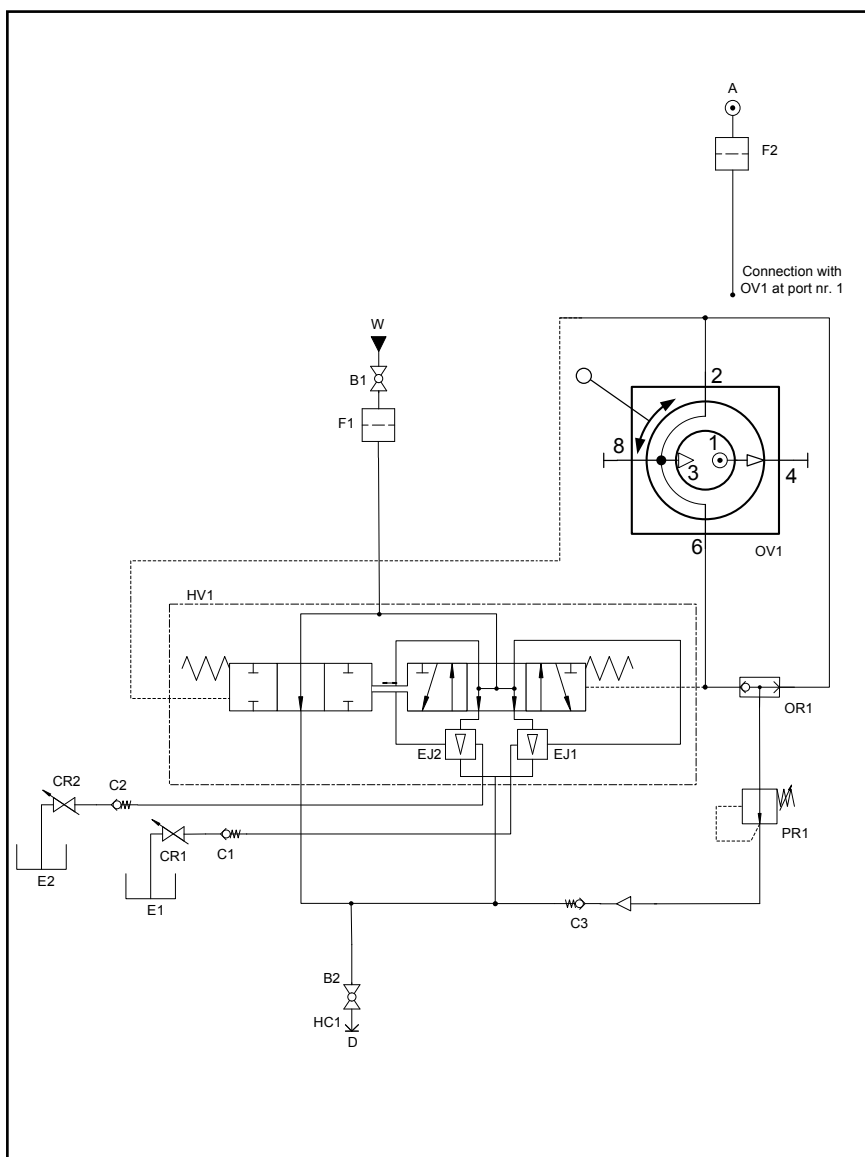 A
F2
Connection with
OV1 at port nr. 1
W
B1
F1
2
8
1
3
4
6
OV1
HV1
OR1
EJ2
EJ1
CR2
C2
PR1
CR1
C1
E2
E1
C3
B2
HC1
D